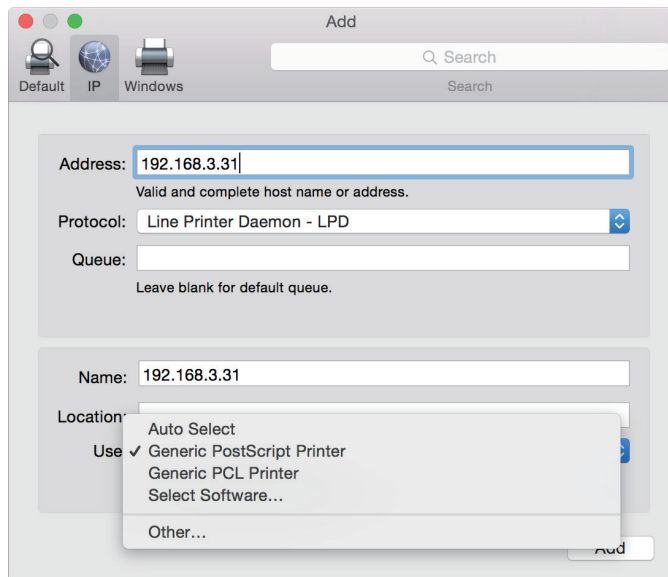 Add
Default IP Windows
Search
Search
Address: 192.168.3.31
Valid and complete host name or address.
Protocol: Line Printer Daemon - LPD
Queue:
Leave blank for default queue.
Name: 192.168.3.31
Location:
Auto Select
Use ✓ Generic PostScript Printer
Generic PCL Printer
Select Software...
Other...
Add